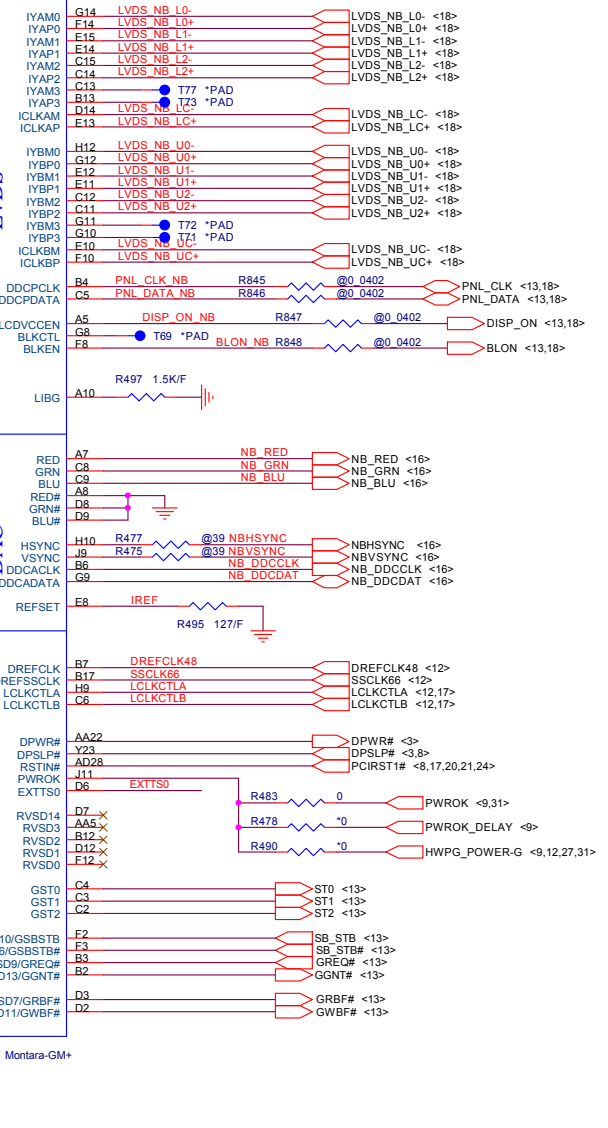 IYAM0 G14 LVDS_NB_L0- LVDS_NB_L0- <18>
IYAP0 F14 LVDS_NB_L0+ LVDS_NB_L0+ <18>
IYAM1 E15 LVDS_NB_L1- LVDS_NB_L1- <18>
IYAP1 E14 LVDS_NB_L1+ LVDS_NB_L1+ <18>
IYAM2 C15 LVDS_NB_L2- LVDS_NB_L2- <18>
IYAP2 C14 LVDS_NB_L2+ LVDS_NB_L2+ <18>
IYAM3 C13 T77 *PAD
IYAP3 B13 T73 *PAD
ICLKAM D14 LVDS_NB_LC- LVDS_NB_LC- <18>
ICLKAP E13 LVDS_NB_LC+ LVDS_NB_LC+ <18>
IYBM0 H12 LVDS_NB_U0- LVDS_NB_U0- <18>
IYBP0 G12 LVDS_NB_U0+ LVDS_NB_U0+ <18>
IYBM1 E12 LVDS_NB_U1- LVDS_NB_U1- <18>
IYBP1 E11 LVDS_NB_U1+ LVDS_NB_U1+ <18>
IYBM2 C12 LVDS_NB_U2- LVDS_NB_U2- <18>
IYBP2 C11 LVDS_NB_U2+ LVDS_NB_U2+ <18>
IYBM3 G11 T72 *PAD
IYBP3 G10 T71 *PAD
ICLKBM E10 LVDS_NB_UC- LVDS_NB_UC- <18>
ICLKBP F10 LVDS_NB_UC+ LVDS_NB_UC+ <18>
DDCPCLK B4 PNL_CLK_NB R845 @0_0402 PNL_CLK <13,18>
DDCPDATA C5 PNL_DATA_NB R846 @0_0402 PNL_DATA <13,18>
LCDVCCEN A5 DISP_ON_NB R847 @0_0402 DISP_ON <13,18>
BLKCTL G8 T69 *PAD
BLKEN F8 BLON_NB R848 @0_0402 BLON <13,18>
LIBG A10 R497 1.5K/F
RED A7 NB_RED NB_RED <16>
GRN C8 NB_GRN NB_GRN <16>
BLU C9 NB_BLU NB_BLU <16>
RED# A8
GRN# D8
BLU# D9
HSYNC H10 R477 @39 NBHSYNC NBHSYNC <16>
VSYNC J9 R475 @39 NBVSYNC NBVSYNC <16>
DDCACLK B6 NB_DDCCLK NB_DDCCLK <16>
DDCADATA G9 NB_DDCDAT NB_DDCDAT <16>
REFSET E8 IREF
R495 127/F
DREFCLK B7 DREFCLK48 DREFCLK48 <12>
REFSSCLK B17 SSCLK66 SSCLK66 <12>
LCLKCTLA H9 LCLKCTLA LCLKCTLA <12,17>
LCLKCTLB C6 LCLKCTLB LCLKCTLB <12,17>
DPWR# AA22 DPWR# <3>
DPSLP# Y23 DPSLP# <3,8>
RSTIN# AD28 PCIRST1# <8,17,20,21,24>
PWROK J11
EXTTS0 D6 EXTTS0
R483 0 PWROK <9,31>
RVSD14 D7
RVSD3 AA5 R478 *0 PWROK_DELAY <9>
RVSD2 B12
RVSD1 D12 R490 *0 HWPG_POWER-G <9,12,27,31>
RVSD0 F12
GST0 C4 ST0 <13>
GST1 C3 ST1 <13>
GST2 C2 ST2 <13>
10/GSBSTB F2 SB_STB <13>
6/GSBSTB# F3 SB_STB# <13>
SD9/GREQ# B3 GREQ# <13>
D13/GGNT# B2 GGNT# <13>
SD7/GRBF# D3 GRBF# <13>
D11/GWBF# D2 GWBF# <13>
Montara-GM+